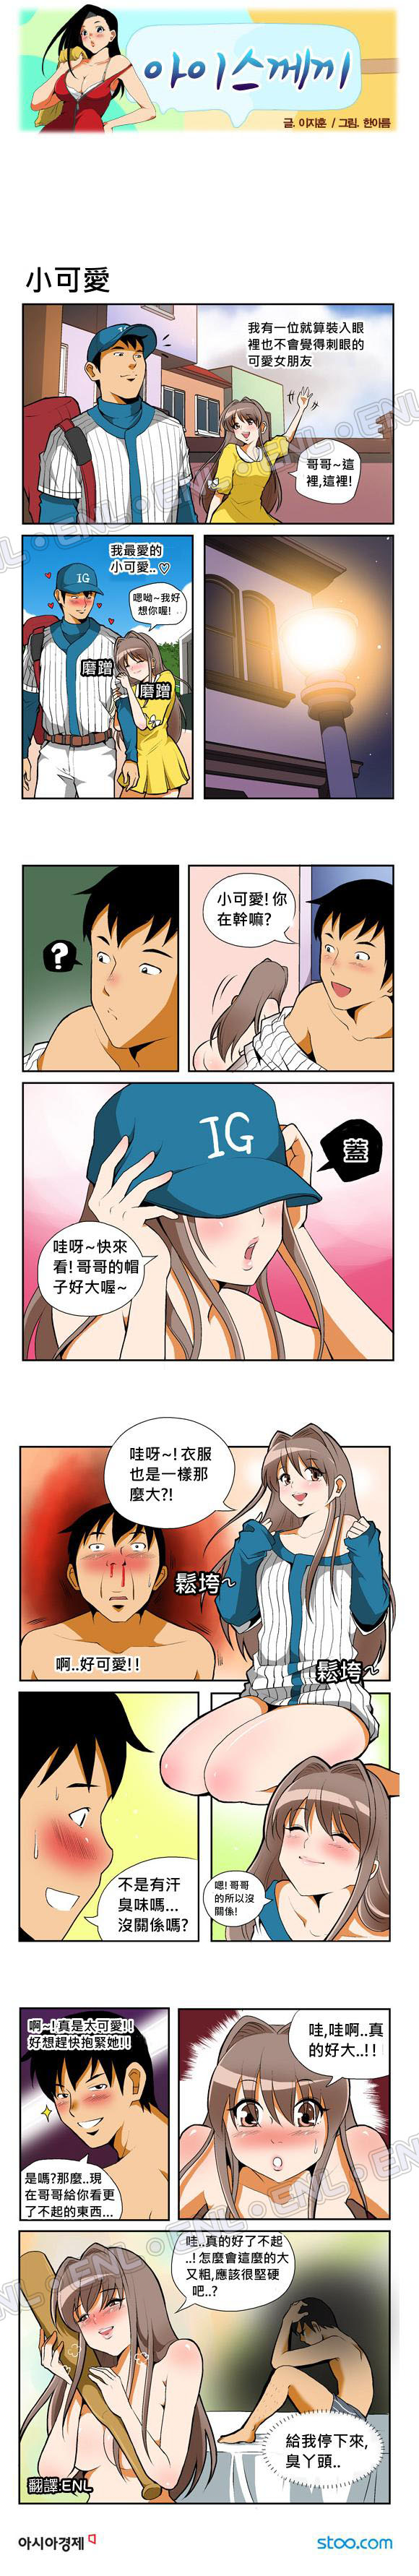 아이스께끼
글. 이지훈 / 그림. 한아름
小可愛
我有一位就算裝入眼
裡也不會覺得刺眼的
可愛女朋友
哥哥~這
裡,這裡!
IG
我最愛的
小可愛..♡
嗯呦~我好
想你喔!
IG
磨蹭
磨蹭
?
小可愛! 你
在幹嘛?
IG
蓋
哇呀~快來
看! 哥哥的帽
子好大喔~
哇呀~! 衣服
也是一樣那
麼大?!
鬆垮~
鬆垮~
啊..好可愛! !
不是有汗
臭味嗎...
沒關係嗎?
嗯! 哥哥
的所以沒
關係!
啊~! 真是太可愛!!
好想趕快抱緊她!!
哇,哇啊..真
的好大..! !
是嗎?那麼..現
在哥哥給你看更
了不起的東西...
哇..真的好了不起
..! 怎麼會這麼的大
又粗,應該很堅硬
吧..?
給我停下來,
臭丫頭..
翻譯:ENL
아시아경제
stoo.com
ENL ENL ENL ENL
ENL ENL ENL ENL